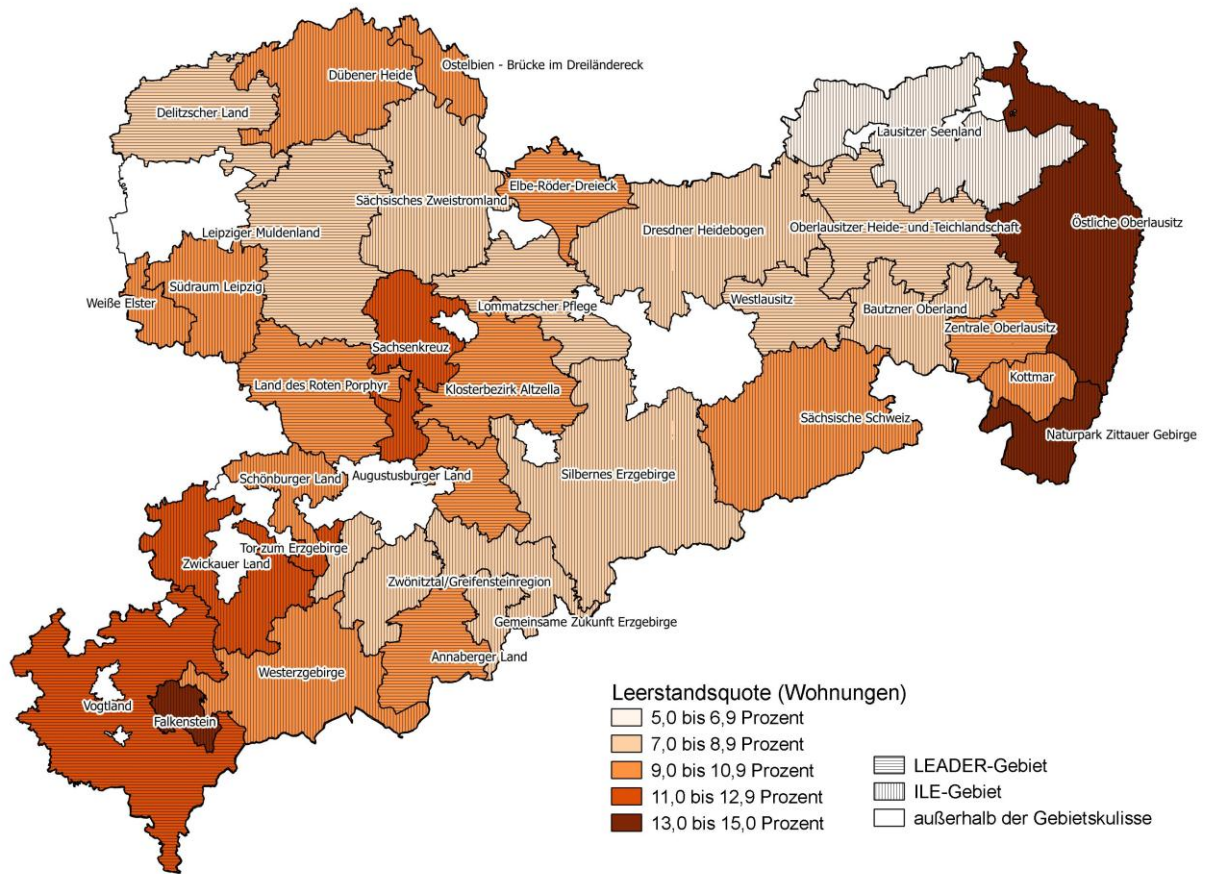 Ostelbien - Brücke im Dreiländereck
Dübener Heide
Delitzscher Land
Lausitzer Seenland
Elbe-Röder-Dreieck
Sächsisches Zweistromland
Östliche Oberlausitz
Oberlausitzer Heide- und Teichlandschaft
Dresdner Heidebogen
Leipziger Muldenland
Südraum Leipzig
Weiße Elster
Westlausitz
Lommatzscher Pflege
Bautzner Oberland
Zentrale Oberlausitz
Sachsenkreuz
Kottmar
Land des Roten Porphyr
Klosterbezirk Altzella
Sächsische Schweiz
Naturpark Zittauer Gebirge
Augustusburger Land
Silbernes Erzgebirge
Schönburger Land
Tor zum Erzgebirge
Zwickauer Land
Zwönitztal/Greifensteinregion
Gemeinsame Zukunft Erzgebirge
Annaberger Land
Westerzgebirge
Vogtland
Falkenstein
Leerstandsquote (Wohnungen)
5,0 bis 6,9 Prozent
7,0 bis 8,9 Prozent
9,0 bis 10,9 Prozent
11,0 bis 12,9 Prozent
13,0 bis 15,0 Prozent
LEADER-Gebiet
ILE-Gebiet
außerhalb der Gebietskulisse